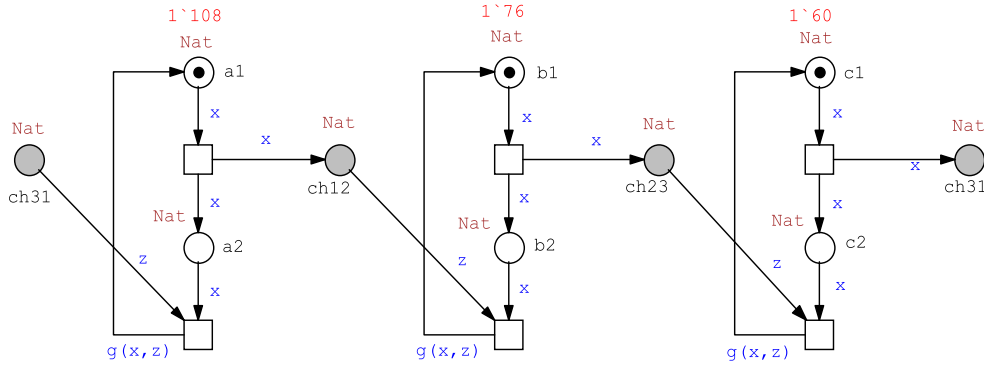 1`108
1`76
1`60
Nat
Nat
Nat
a1
b1
c1
x
x
x
Nat
Nat
Nat
Nat
x
x
x
ch31
ch12
ch23
ch31
x
x
x
Nat
Nat
Nat
a2
b2
c2
z
z
z
x
x
x
g(x,z)
g(x,z)
g(x,z)